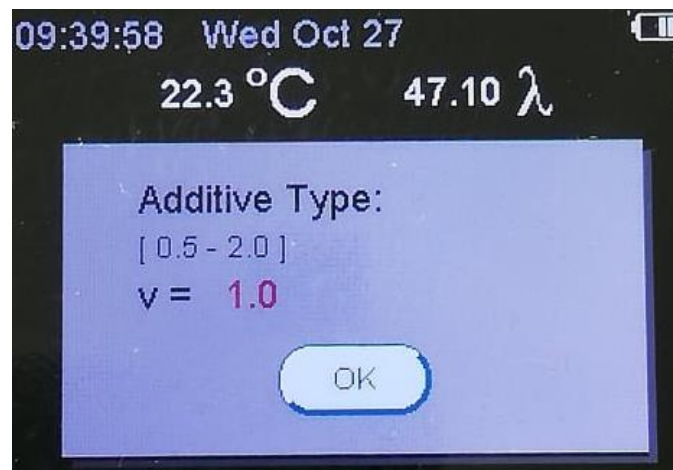 09:39:58 Wed Oct 27
22.3 °C 47.10 λ
Additive Type:
[ 0.5 - 2.0 ]
v = 1.0
OK